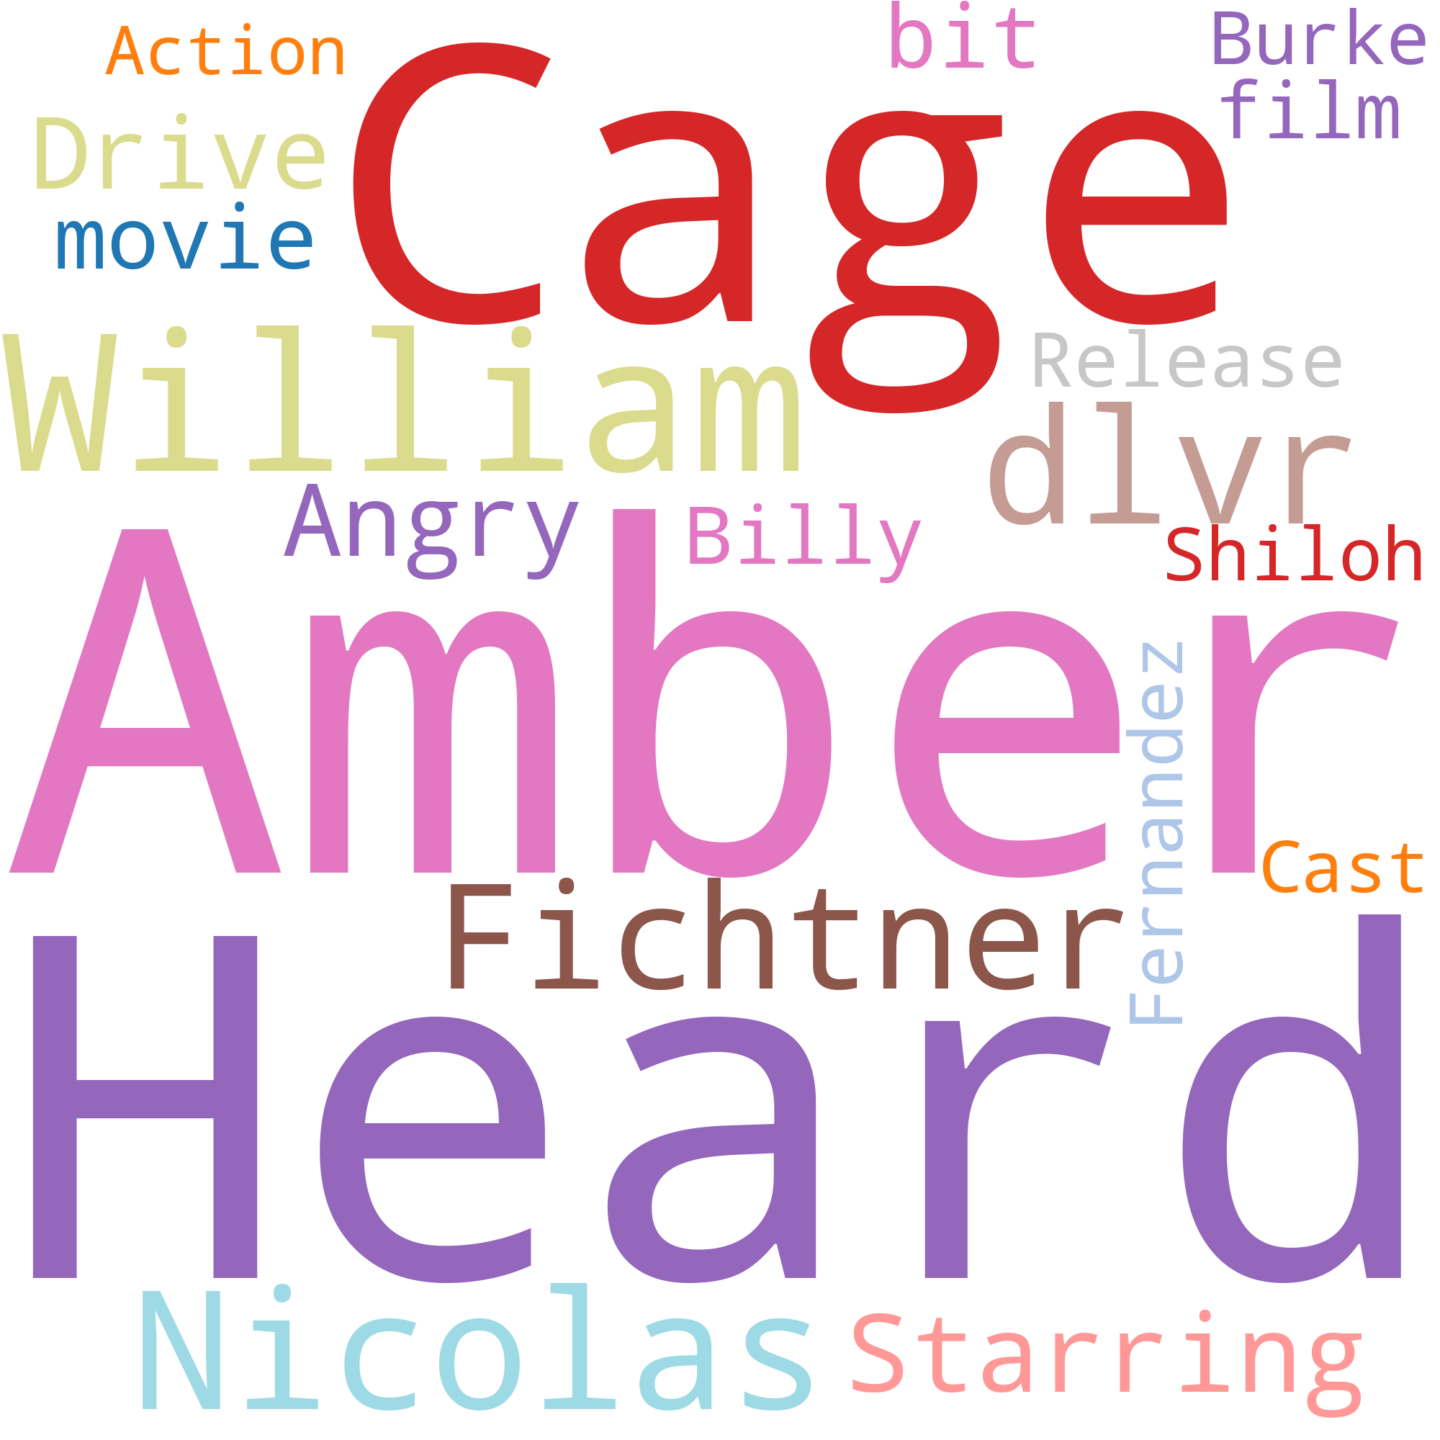 Action
bit
Burke
Cage
film
Drive
movie
William
Release
dlvr
Angry
Billy
Shiloh
Amber
Fernandez
Cast
Fichtner
Heard
Nicolas
Starring